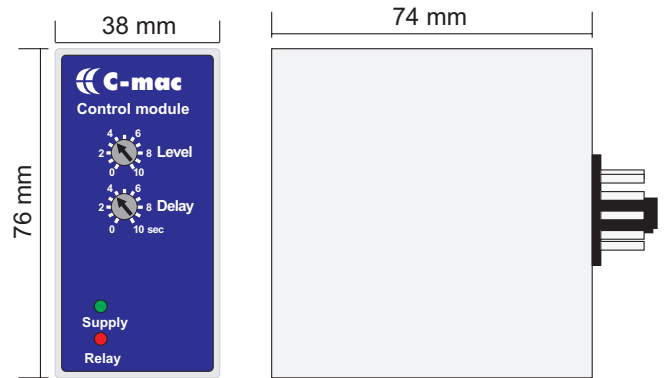 38 mm
74 mm
76 mm
C-mac
Control module
4 6
2 8 Level
0 10
4 6
2 8 Delay
0 10 sec
Supply
Relay